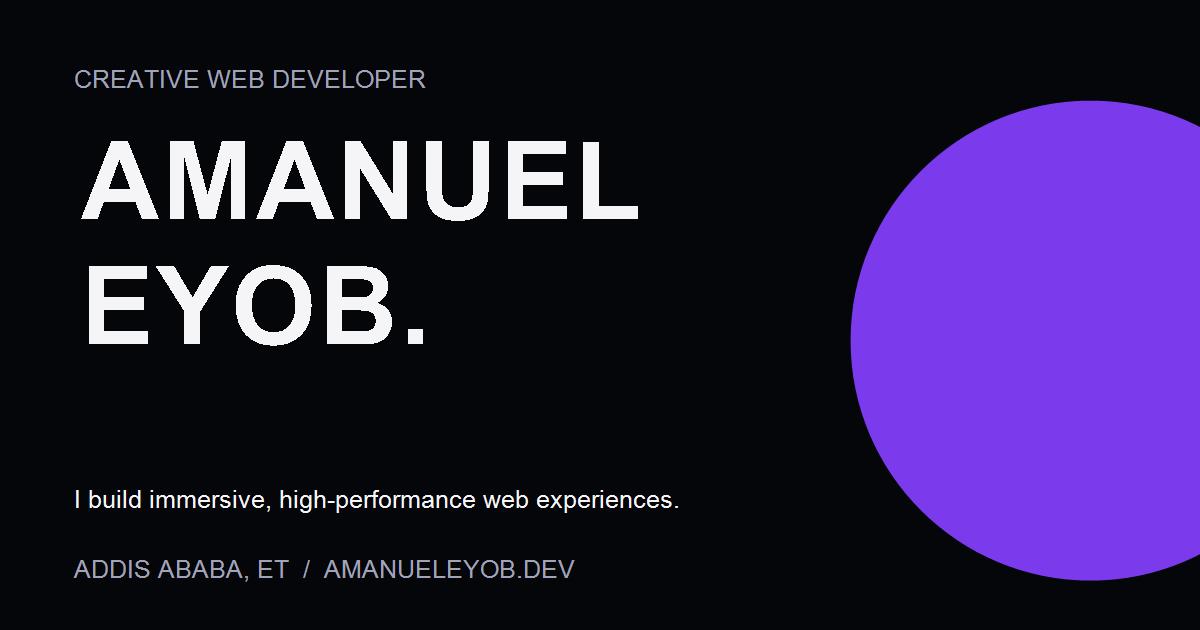 CREATIVE WEB DEVELOPER
AMANUEL
EYOB.
I build immersive, high-performance web experiences.
ADDIS ABABA, ET / AMANUELEYOB.DEV